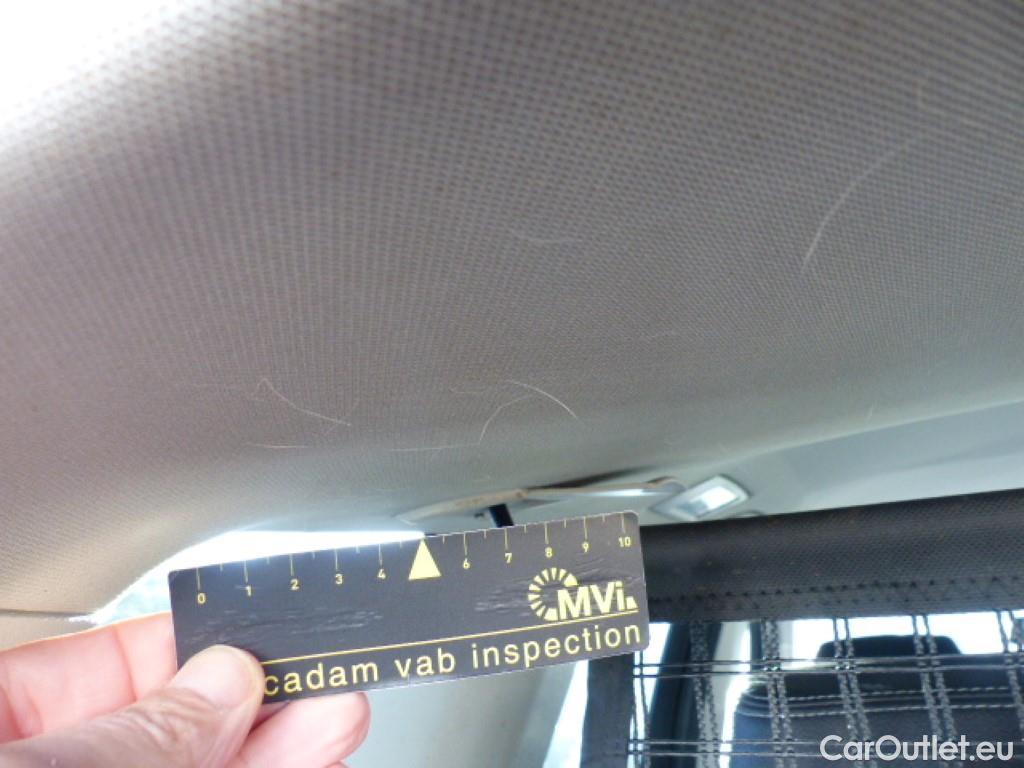 0 1 2 3 4 6 7 8 9 10
MVi.
cadam vab inspection
CarOutlet.eu